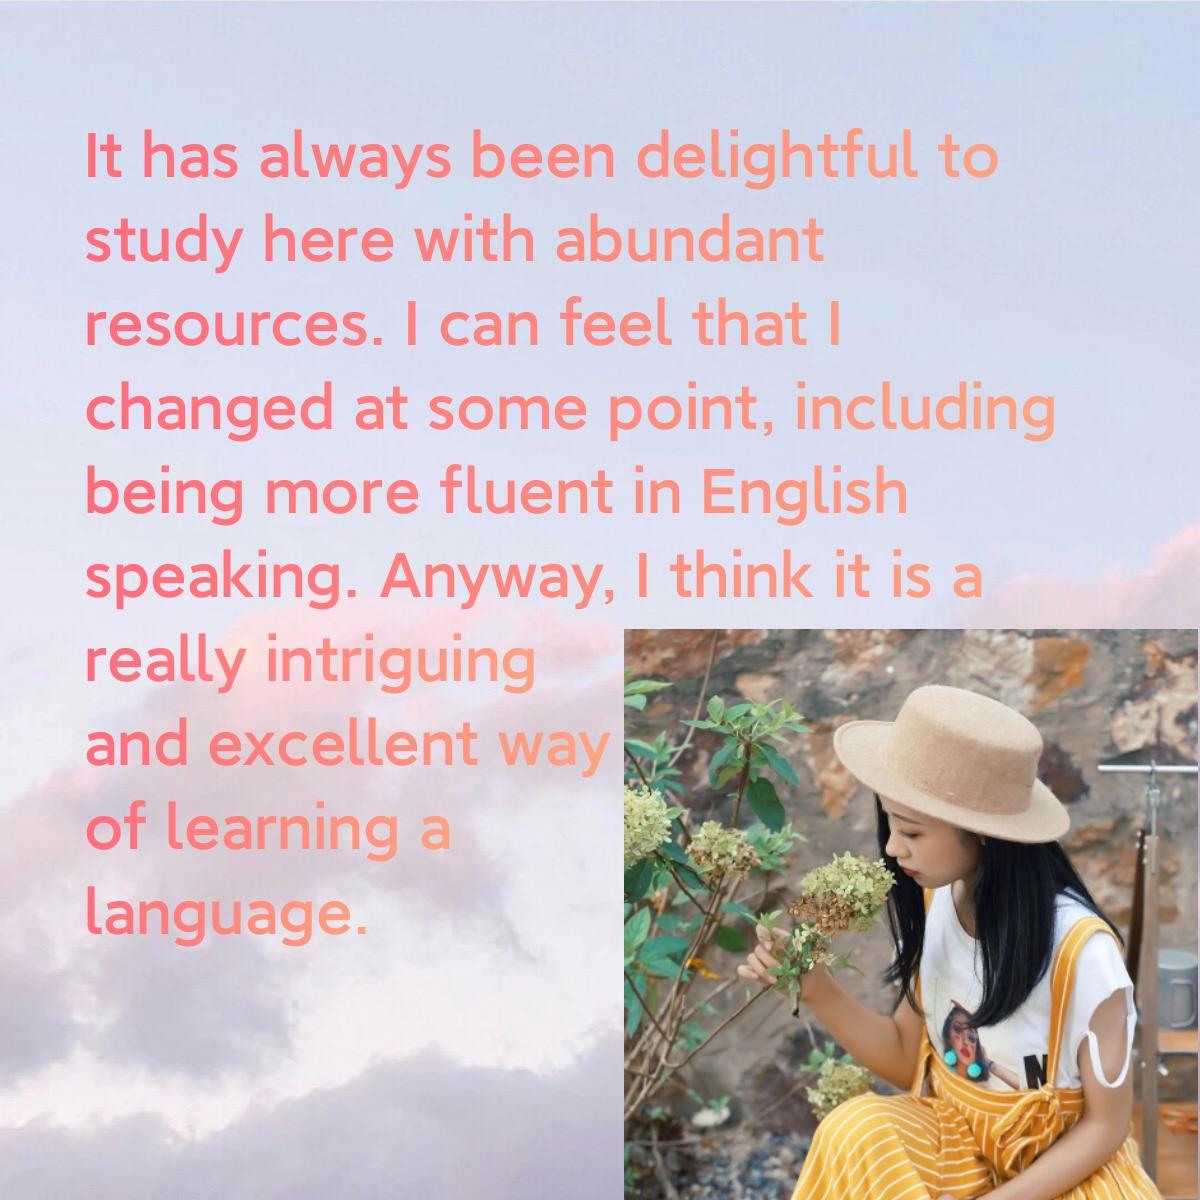 It has always been delightful to
study here with abundant
resources. I can feel that I
changed at some point, including
being more fluent in English
speaking. Anyway, I think it is a
really intriguing
and excellent way
of learning a
language.
N